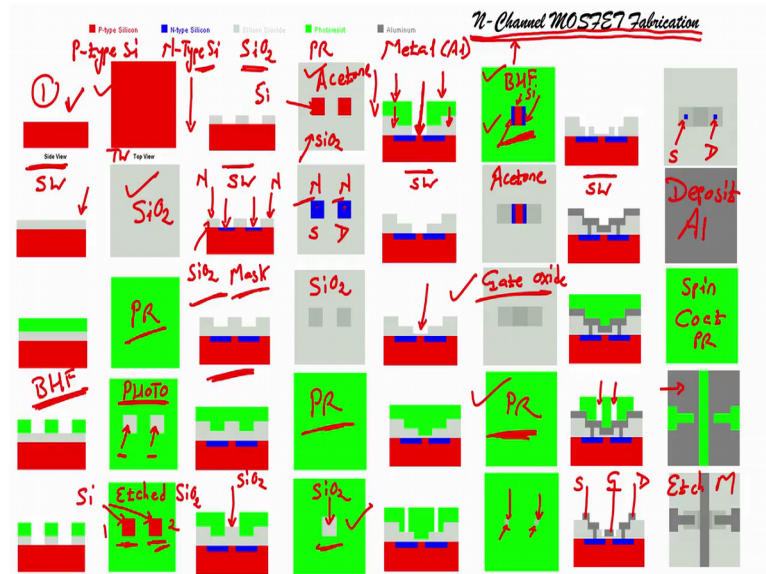 N-Channel MOSFET Fabrication
P-type Silicon
N-type Silicon
Silicon Dioxide
Photoresist
Aluminum
P-type Si
N-Type Si
SiO2
PR
Metal (Al)
1
Side View
Top View
SW
TW
Si
Acetone
SiO2
BHF
Si
S D
SiO2
N SW N
N N
S D
SW
Acetone
SW
Deposit
Al
PR
SiO2 Mask
SiO2
Gate oxide
Spin
Coat
PR
BHF
PHOTO
PR
PR
Si Etched SiO2
1 2
SiO2
SiO2
S G D
Etch M